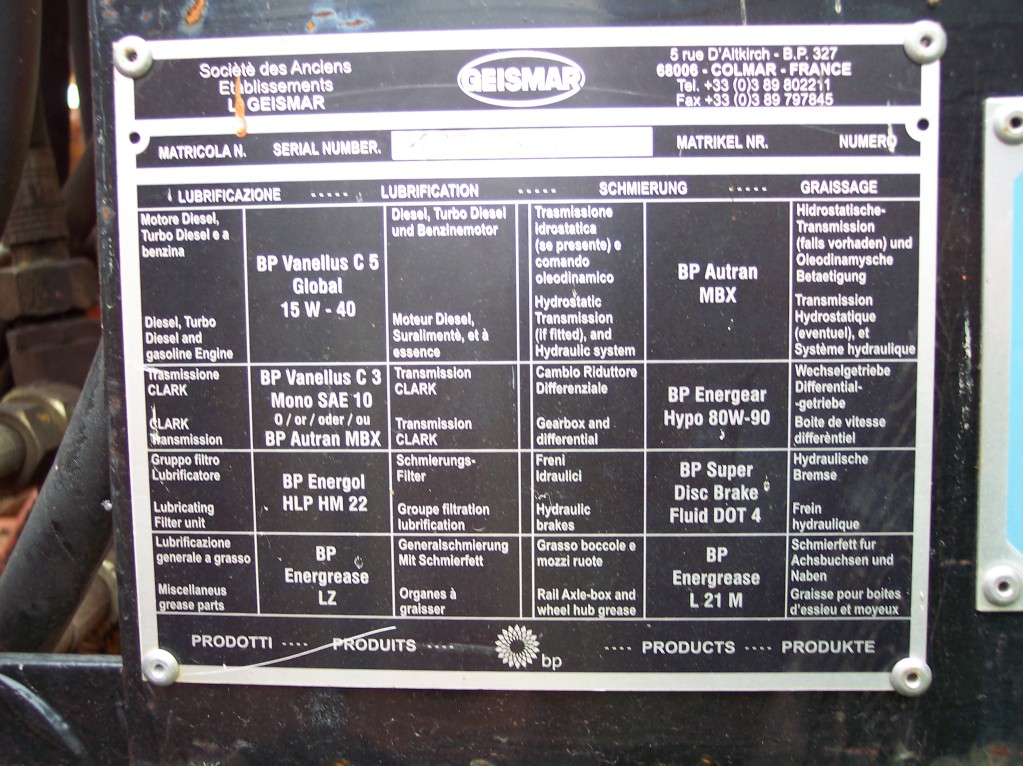 Societè des Anciens
Etablissements
L. GEISMAR
GEISMAR
5 rue D'Altkirch - B.P. 327
68006 - COLMAR - FRANCE
Tel. +33 (0)3 89 802211
Fax +33 (0)3 89 797845
MATRICOLA N. SERIAL NUMBER. MATRIKEL NR. NUMERO
LUBRIFICAZIONE ----- LUBRIFICATION ----- SCHMIERUNG ----- GRAISSAGE
Motore Diesel,
Turbo Diesel e a
benzina
Diesel, Turbo
Diesel and
gasoline Engine
BP Vanellus C 5
Global
15 W - 40
Diesel, Turbo Diesel
und Benzinemotor
Moteur Diesel,
Suralimentè, et à
essence
Trasmissione
idrostatica
(se presente) e
comando
oleodinamico
Hydrostatic
Transmission
(if fitted), and
Hydraulic system
BP Autran
MBX
Hidrostatische-
Transmission
(falls vorhaden) und
Oleodinamysche
Betaetigung
Transmission
Hydrostatique
(eventuel), et
Système hydraulique
Trasmissione
CLARK
CLARK
Transmission
BP Vanellus C 3
Mono SAE 10
O / or / oder / ou
BP Autran MBX
Transmission
CLARK
Transmission
CLARK
Cambio Riduttore
Differenziale
Gearbox and
differential
BP Energear
Hypo 80W-90
Wechselgetriebe
Differential-
-getriebe
Boite de vitesse
differèntiel
Gruppo filtro
Lubrificatore
Lubricating
Filter unit
BP Energol
HLP HM 22
Schmierungs-
Filter
Groupe filtration
lubrification
Freni
Idraulici
Hydraulic
brakes
BP Super
Disc Brake
Fluid DOT 4
Hydraulische
Bremse
Frein
hydraulique
Lubrificazione
generale a grasso
Miscellaneus
grease parts
BP
Energrease
LZ
Generalschmierung
Mit Schmierfett
Organes à
graisser
Grasso boccole e
mozzi ruote
Rail Axle-box and
wheel hub grease
BP
Energrease
L 21 M
Schmierfett fur
Achsbuchsen und
Naben
Graisse pour boites
d'essieu et moyeux
PRODOTTI ---- PRODUITS ---- bp ---- PRODUCTS ---- PRODUKTE